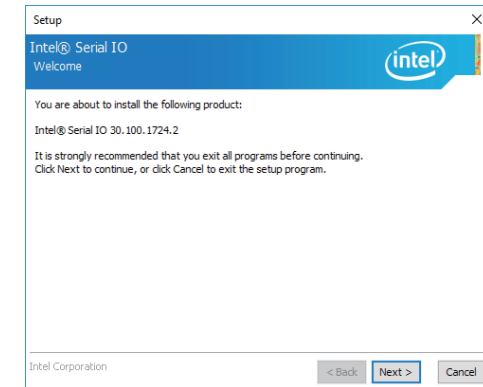 Setup
Intel® Serial IO
Welcome
intel
You are about to install the following product:
Intel® Serial IO 30.100.1724.2
It is strongly recommended that you exit all programs before continuing.
Click Next to continue, or click Cancel to exit the setup program.
Intel Corporation
< Back Next > Cancel